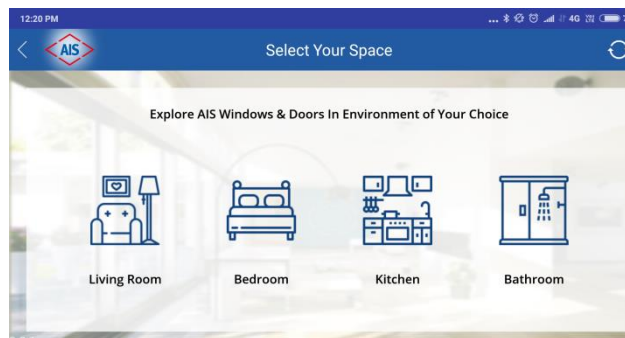 12:20 PM
4G
AIS
Select Your Space
Explore AIS Windows & Doors In Environment of Your Choice
Living Room
Bedroom
Kitchen
Bathroom